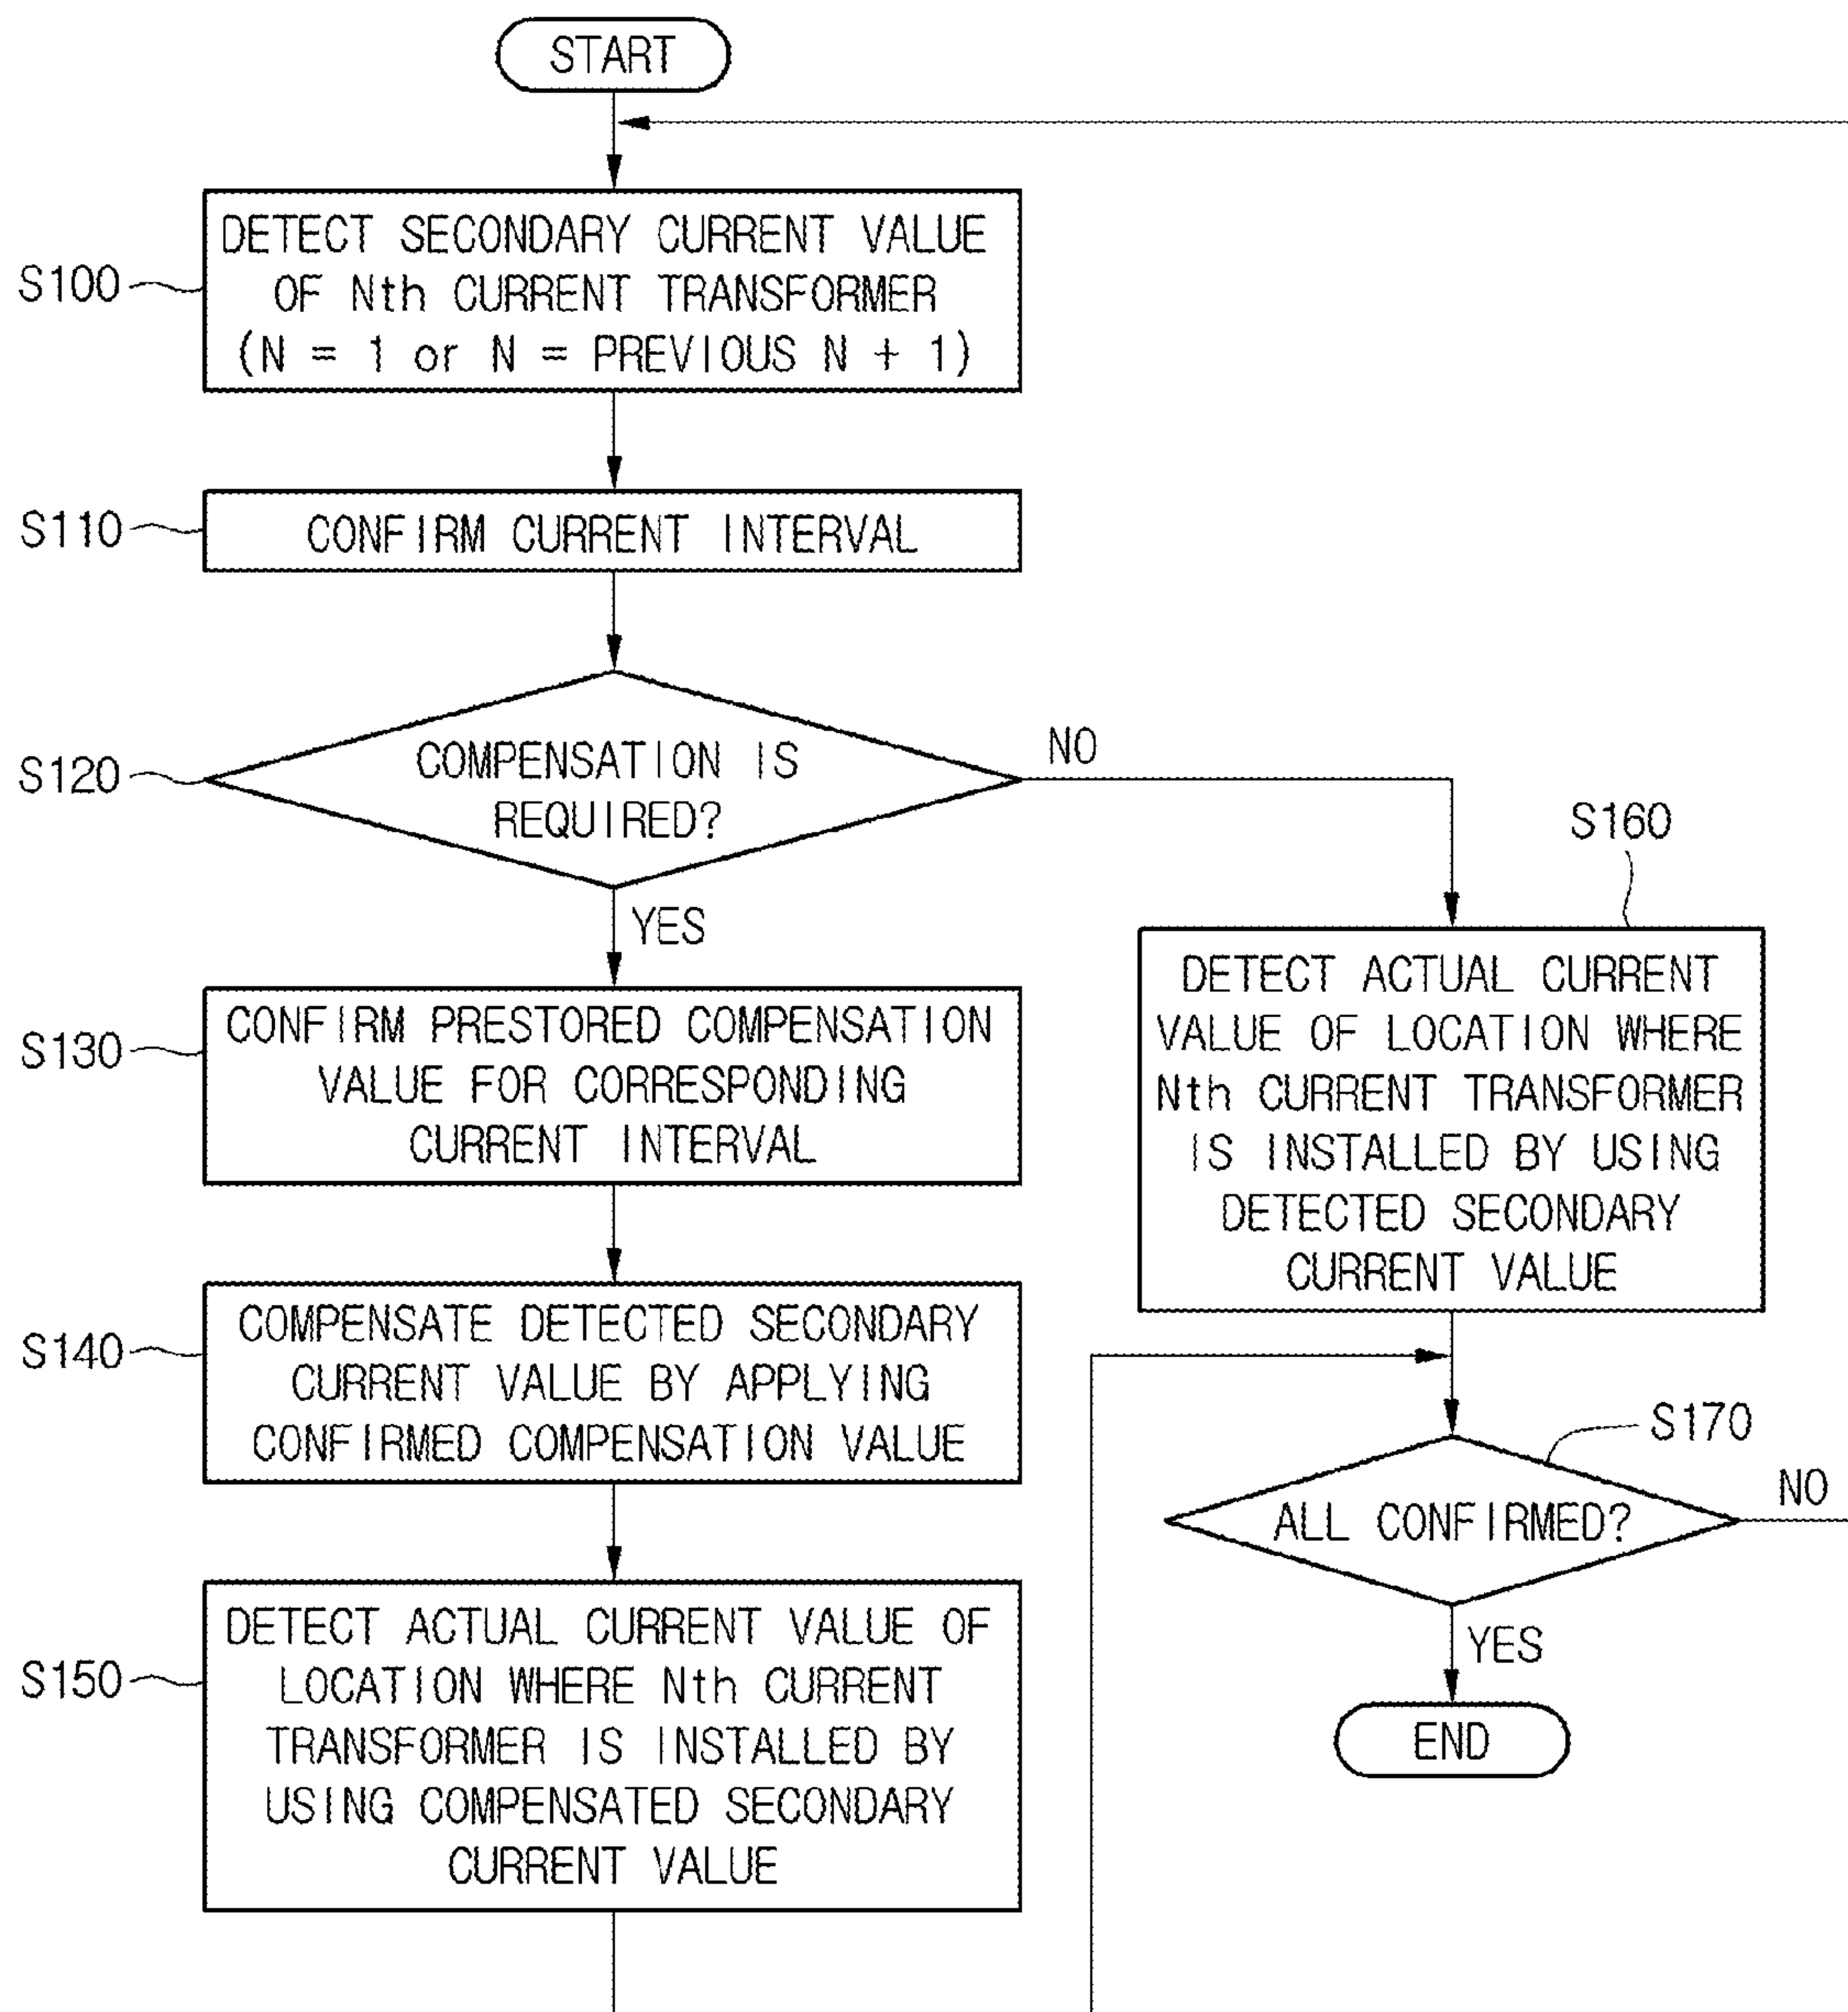 START
S100
DETECT SECONDARY CURRENT VALUE
OF Nth CURRENT TRANSFORMER
(N = 1 or N = PREVIOUS N + 1)
S110
CONFIRM CURRENT INTERVAL
S120
COMPENSATION IS
REQUIRED?
NO
YES
S130
CONFIRM PRESTORED COMPENSATION
VALUE FOR CORRESPONDING
CURRENT INTERVAL
S140
COMPENSATE DETECTED SECONDARY
CURRENT VALUE BY APPLYING
CONFIRMED COMPENSATION VALUE
S150
DETECT ACTUAL CURRENT VALUE OF
LOCATION WHERE Nth CURRENT
TRANSFORMER IS INSTALLED BY
USING COMPENSATED SECONDARY
CURRENT VALUE
S160
DETECT ACTUAL CURRENT
VALUE OF LOCATION WHERE
Nth CURRENT TRANSFORMER
IS INSTALLED BY USING
DETECTED SECONDARY
CURRENT VALUE
S170
ALL CONFIRMED?
NO
YES
END